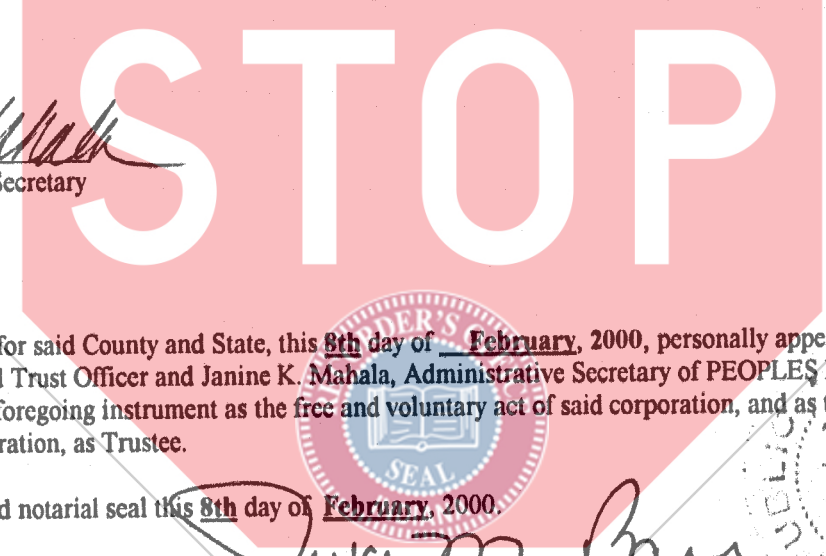 STOP
Secretary
for said County and State, this 8th day of February, 2000, personally appe
Trust Officer and Janine K. Mahala, Administrative Secretary of PEOPLES
foregoing instrument as the free and voluntary act of said corporation, and as t
ration, as Trustee.
SEAL
d notarial seal this 8th day of February, 2000.
UBLIC